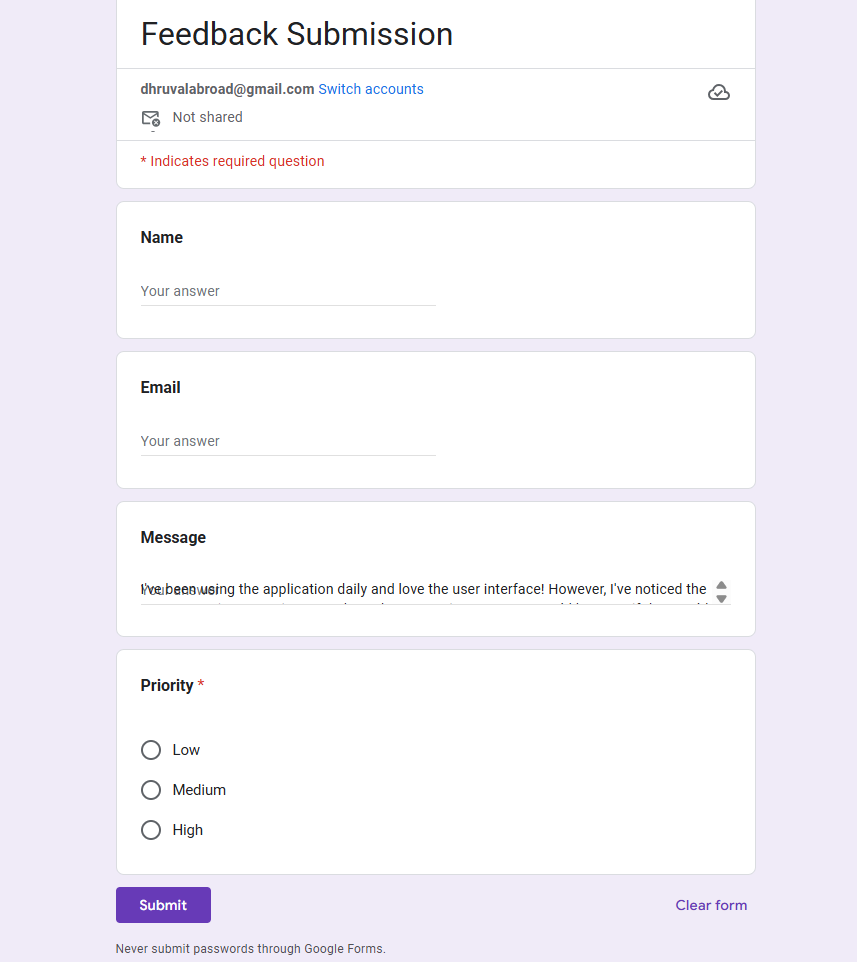 Feedback Submission
dhruvalabroad@gmail.com Switch accounts
Not shared
* Indicates required question
Name
Your answer
Email
Your answer
Message
Your answer
I've been using the application daily and love the user interface! However, I've noticed the
Priority *
Low
Medium
High
Submit
Clear form
Never submit passwords through Google Forms.